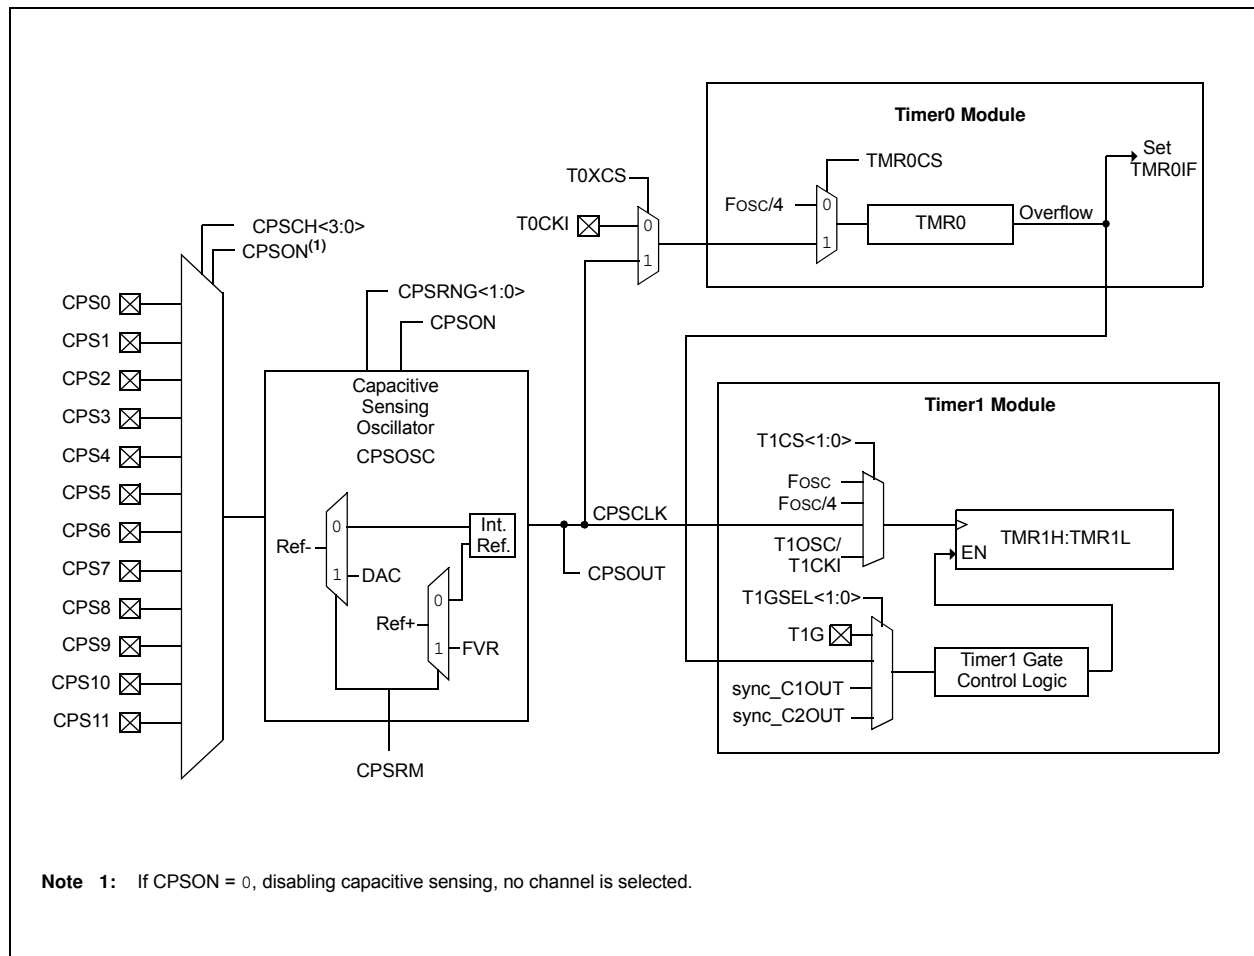 Timer0 Module
Set
TMR0IF
TMR0CS
T0XCS
FOSC/4
0
1
TMR0
Overflow
T0CKI
0
1
CPSCH<3:0>
CPSON(1)
CPSRNG<1:0>
CPSON
CPS0
CPS1
CPS2
CPS3
CPS4
CPS5
CPS6
CPS7
CPS8
CPS9
CPS10
CPS11
Capacitive
Sensing
Oscillator
CPSOSC
0
1
Ref-
DAC
Int.
Ref.
0
1
Ref+
FVR
CPSRM
CPSCLK
CPSOUT
Timer1 Module
T1CS<1:0>
FOSC
FOSC/4
T1OSC/
T1CKI
TMR1H:TMR1L
EN
T1GSEL<1:0>
T1G
sync_C1OUT
sync_C2OUT
Timer1 Gate
Control Logic
Note 1: If CPSON = 0, disabling capacitive sensing, no channel is selected.